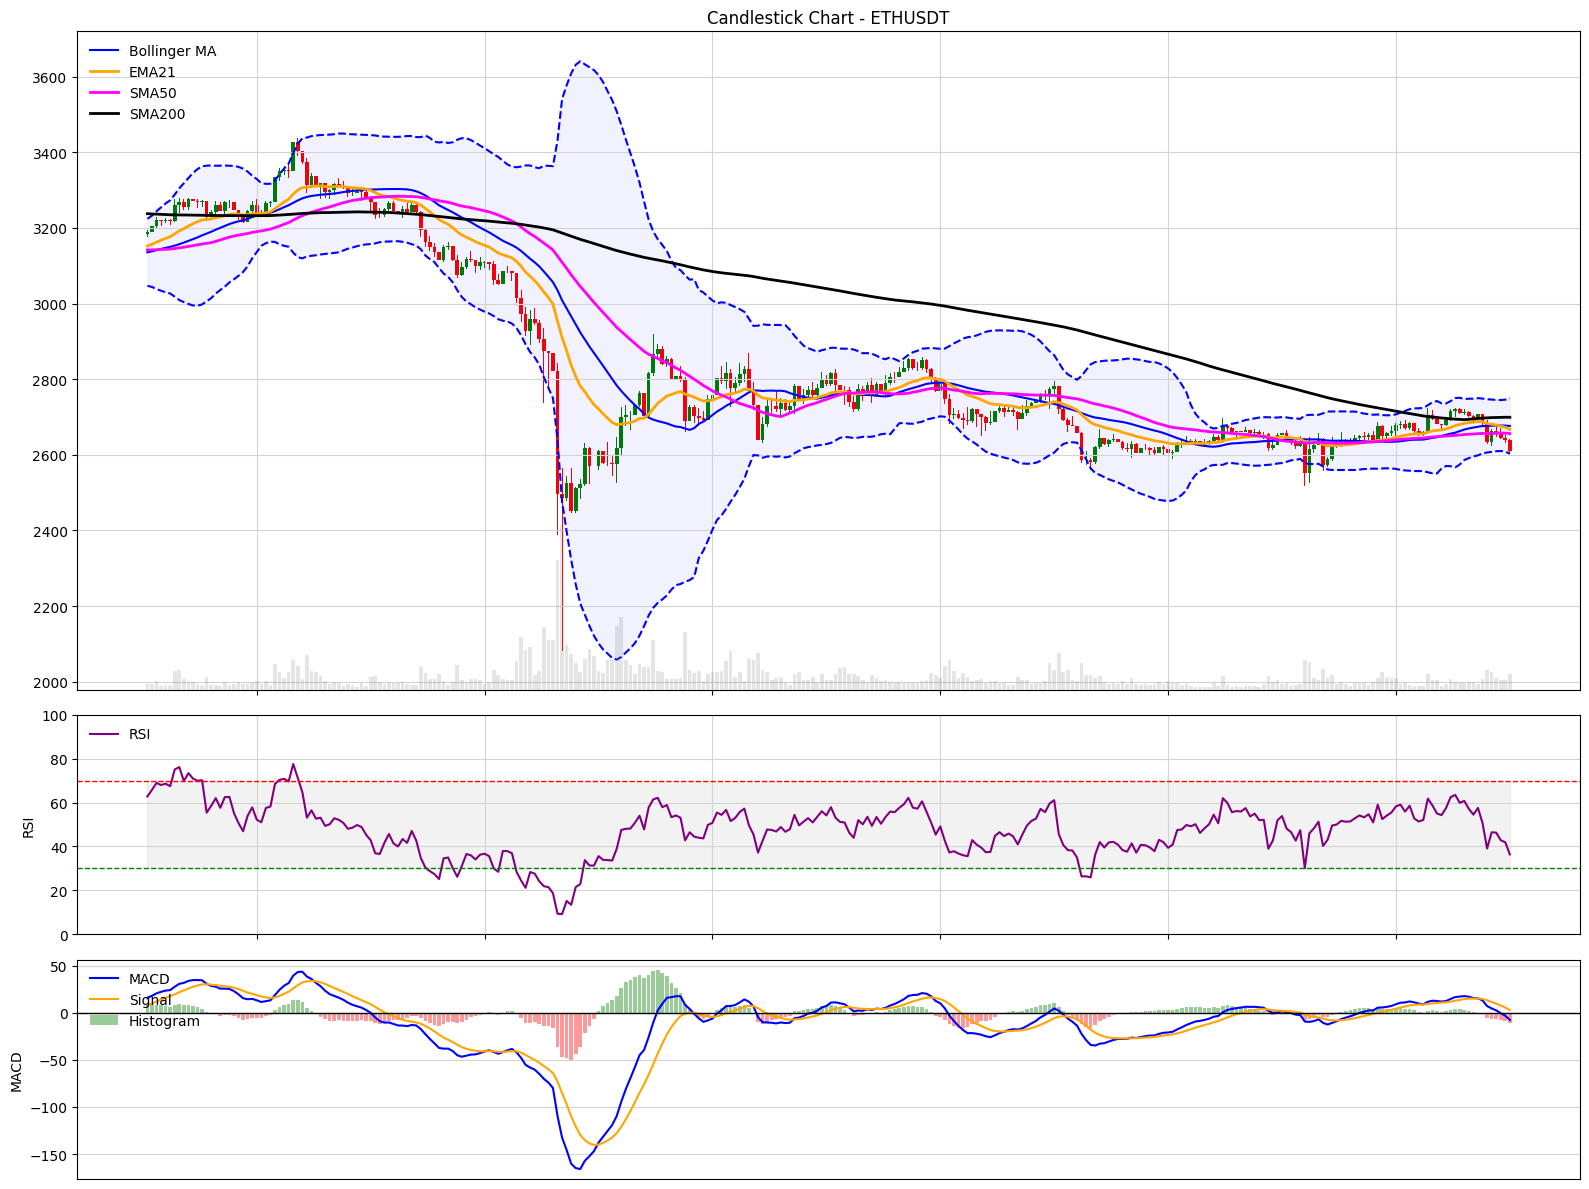 Candlestick Chart - ETHUSDT
Bollinger MA
EMA21
SMA50
SMA200
3600
3400
3200
3000
2800
2600
2400
2200
2000
RSI
100
80
60
40
20
0
RSI
MACD
Signal
Histogram
50
0
−50
−100
−150
MACD